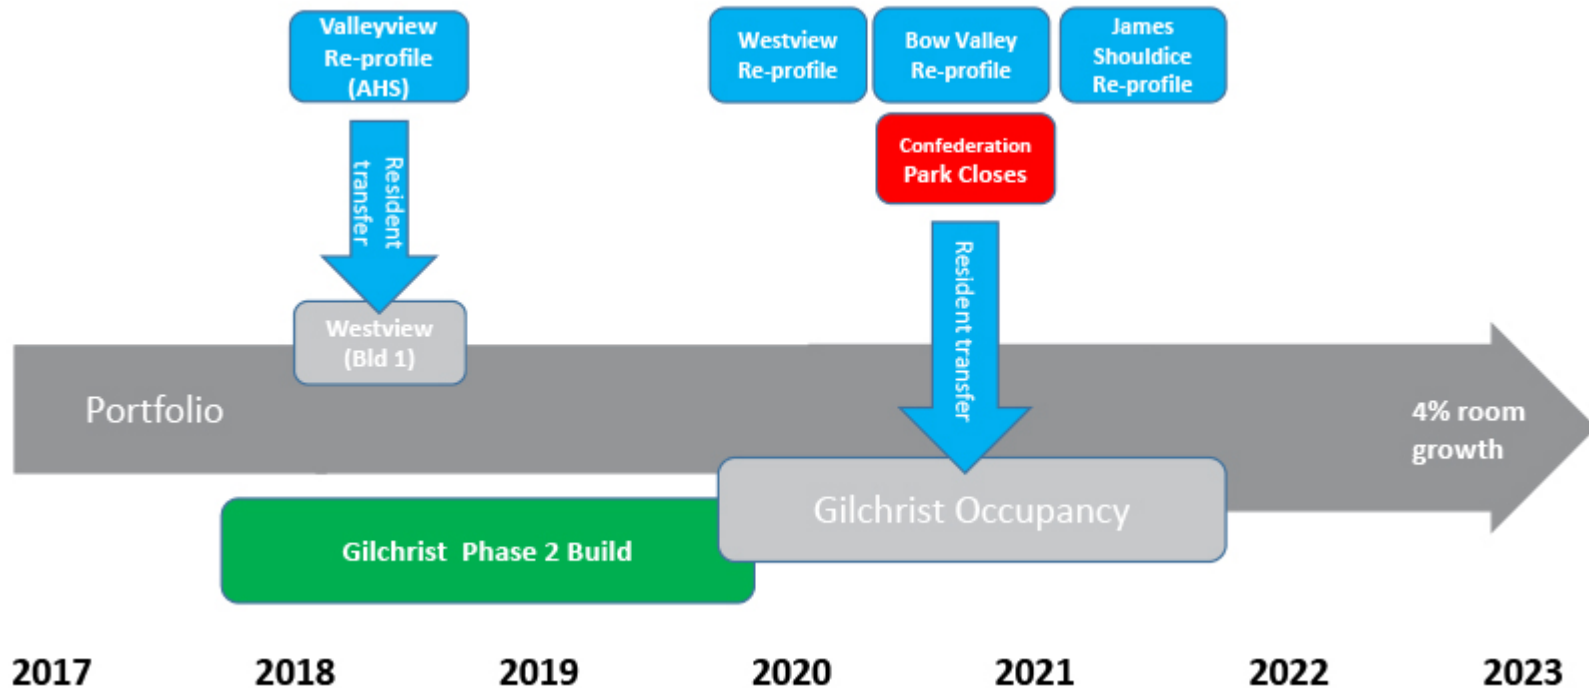 Valleyview
Re-profile
(AHS)
Westview
Re-profile
Bow Valley
Re-profile
James
Shouldice
Re-profile
Confederation
Park Closes
Resident
transfer
Resident transfer
Westview
(Bld 1)
Portfolio
4% room
growth
Gilchrist Occupancy
Gilchrist Phase 2 Build
2017 2018 2019 2020 2021 2022 2023